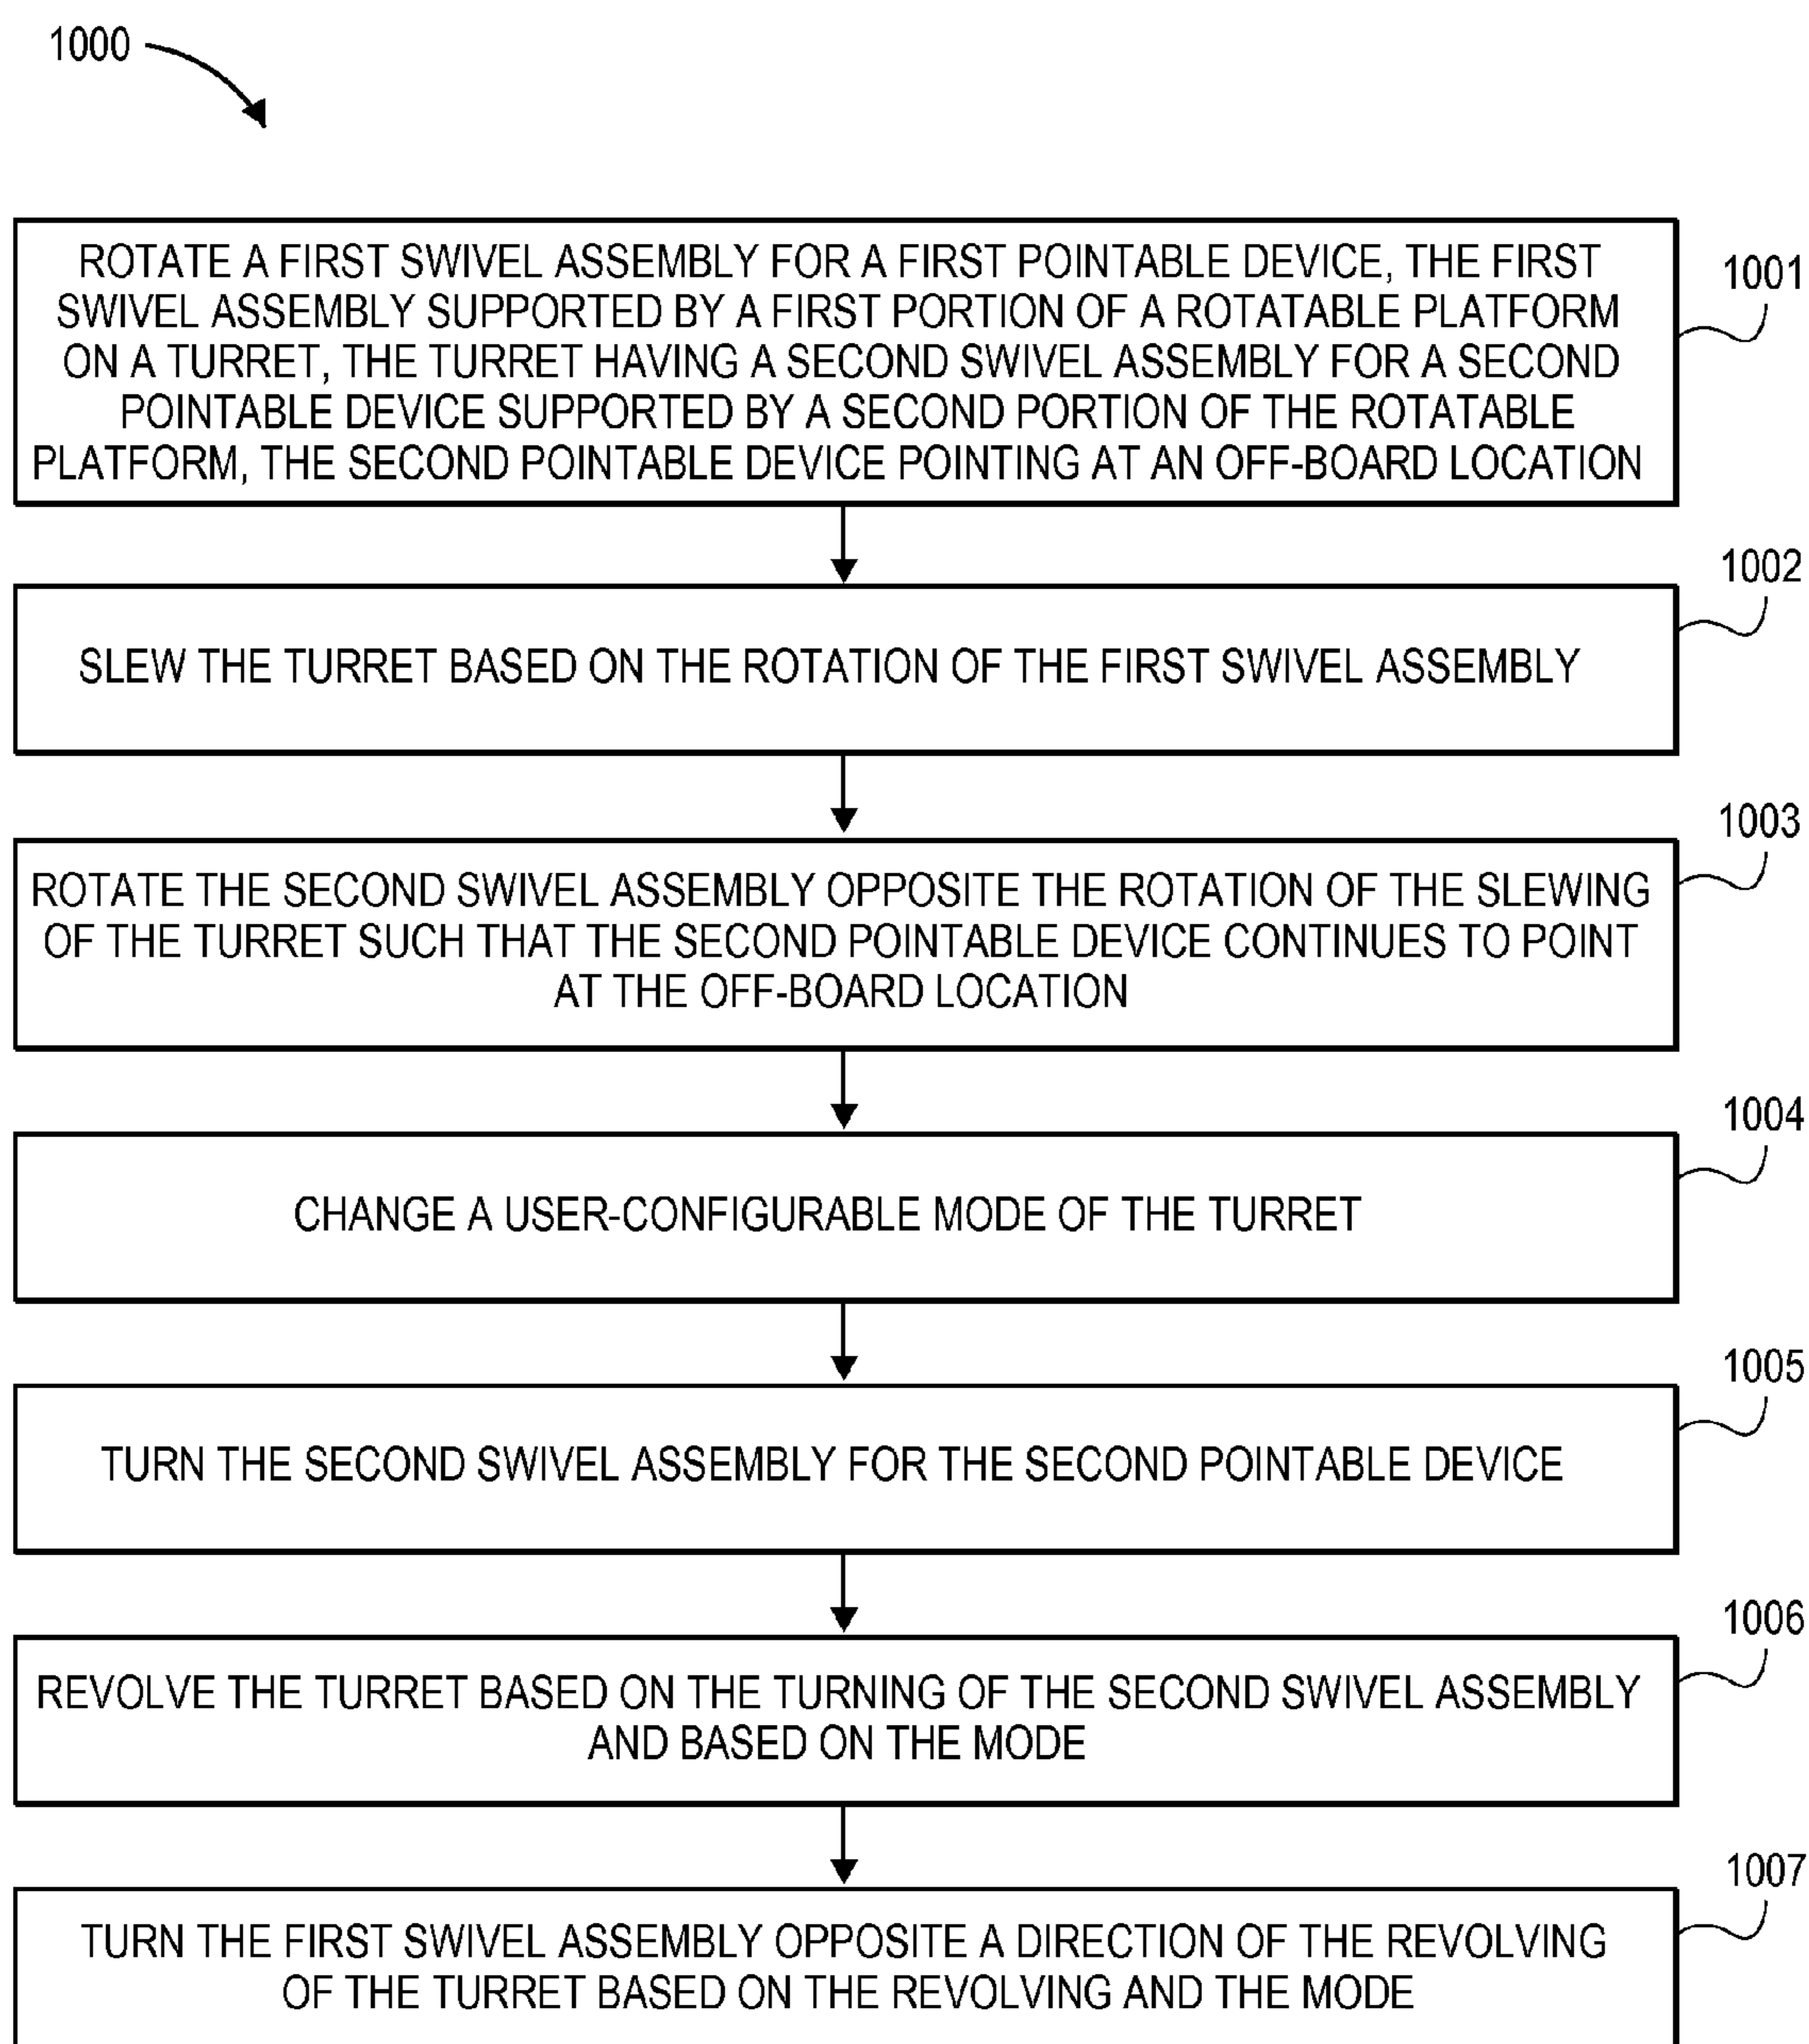 1000
ROTATE A FIRST SWIVEL ASSEMBLY FOR A FIRST POINTABLE DEVICE, THE FIRST
SWIVEL ASSEMBLY SUPPORTED BY A FIRST PORTION OF A ROTATABLE PLATFORM
ON A TURRET, THE TURRET HAVING A SECOND SWIVEL ASSEMBLY FOR A SECOND
POINTABLE DEVICE SUPPORTED BY A SECOND PORTION OF THE ROTATABLE
PLATFORM, THE SECOND POINTABLE DEVICE POINTING AT AN OFF-BOARD LOCATION
1001
SLEW THE TURRET BASED ON THE ROTATION OF THE FIRST SWIVEL ASSEMBLY
1002
ROTATE THE SECOND SWIVEL ASSEMBLY OPPOSITE THE ROTATION OF THE SLEWING
OF THE TURRET SUCH THAT THE SECOND POINTABLE DEVICE CONTINUES TO POINT
AT THE OFF-BOARD LOCATION
1003
CHANGE A USER-CONFIGURABLE MODE OF THE TURRET
1004
TURN THE SECOND SWIVEL ASSEMBLY FOR THE SECOND POINTABLE DEVICE
1005
REVOLVE THE TURRET BASED ON THE TURNING OF THE SECOND SWIVEL ASSEMBLY
AND BASED ON THE MODE
1006
TURN THE FIRST SWIVEL ASSEMBLY OPPOSITE A DIRECTION OF THE REVOLVING
OF THE TURRET BASED ON THE REVOLVING AND THE MODE
1007